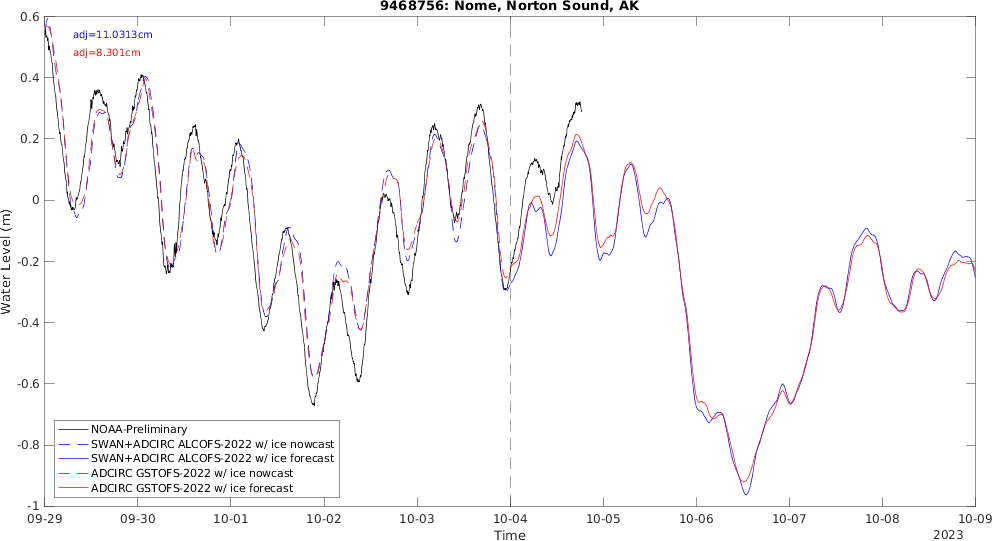 9468756: Nome, Norton Sound, AK
adj=11.0313cm
adj=8.301cm
0.6
0.4
0.2
0
-0.2
-0.4
-0.6
-0.8
-1
Water Level (m)
NOAA-Preliminary
SWAN+ADCIRC ALCOFS-2022 w/ ice nowcast
SWAN+ADCIRC ALCOFS-2022 w/ ice forecast
ADCIRC GSTOFS-2022 w/ ice nowcast
ADCIRC GSTOFS-2022 w/ ice forecast
09-29 09-30 10-01 10-02 10-03 10-04 10-05 10-06 10-07 10-08 10-09
Time
2023